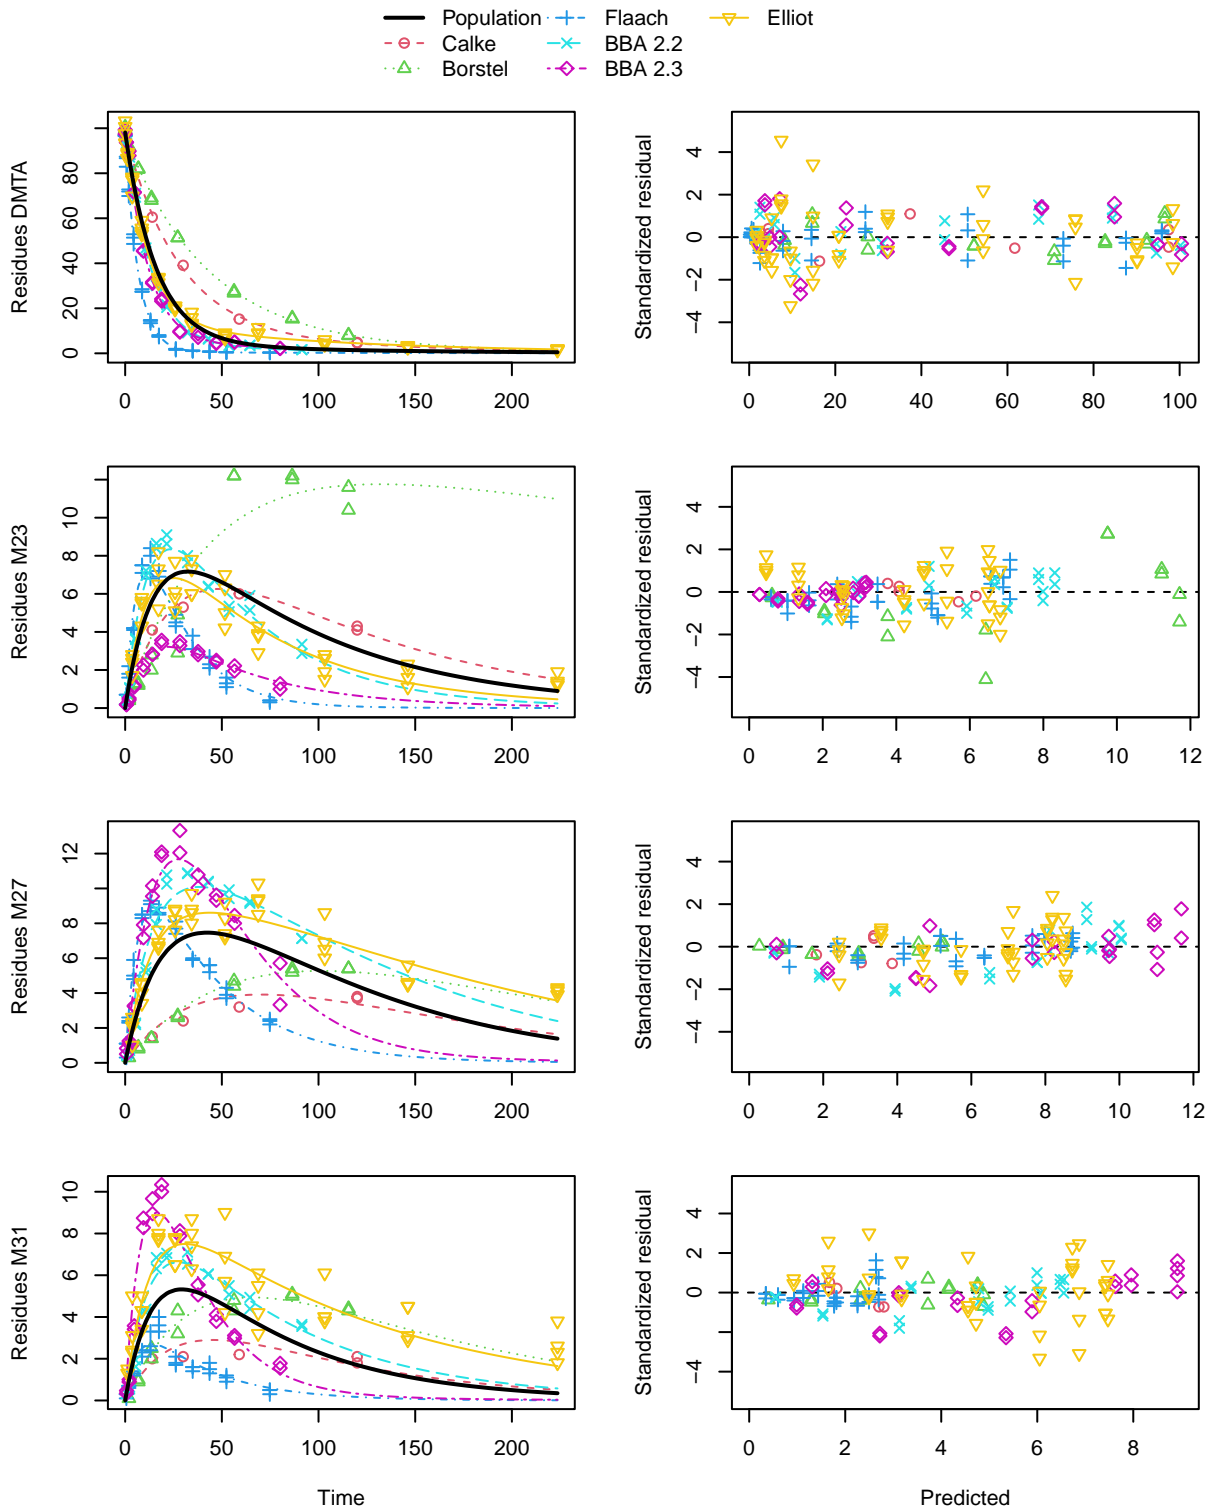 Population Flaach Elliot
Calke BBA 2.2
Borstel BBA 2.3
Residues DMTA
0 20 40 60 80
0 50 100 150 200
Standardized residual
−4 −2 0 2 4
0 20 40 60 80 100
Residues M23
0 2 4 6 8 10
0 50 100 150 200
Standardized residual
−4 −2 0 2 4
0 2 4 6 8 10 12
Residues M27
0 2 4 6 8 10 12
0 50 100 150 200
Standardized residual
−4 −2 0 2 4
0 2 4 6 8 10 12
Residues M31
0 2 4 6 8 10
0 50 100 150 200
Time
Standardized residual
−4 −2 0 2 4
0 2 4 6 8
Predicted